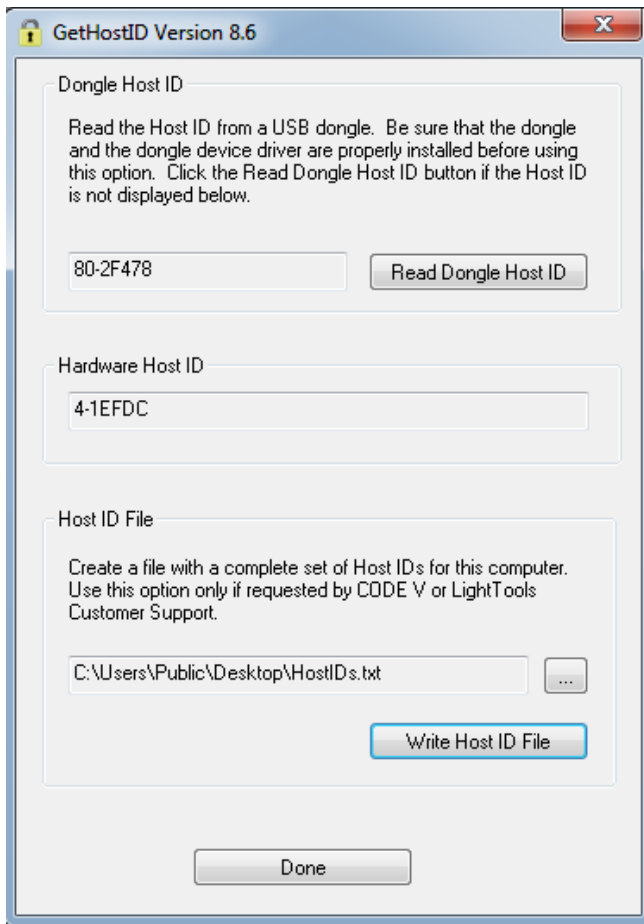 GetHostID Version 8.6
Dongle Host ID
Read the Host ID from a USB dongle.  Be sure that the dongle
and the dongle device driver are properly installed before using
this option.  Click the Read Dongle Host ID button if the Host ID
is not displayed below.
80-2F478
Read Dongle Host ID
Hardware Host ID
4-1EFDC
Host ID File
Create a file with a complete set of Host IDs for this computer.
Use this option only if requested by CODE V or LightTools
Customer Support.
C:\Users\Public\Desktop\HostIDs.txt
...
Write Host ID File
Done